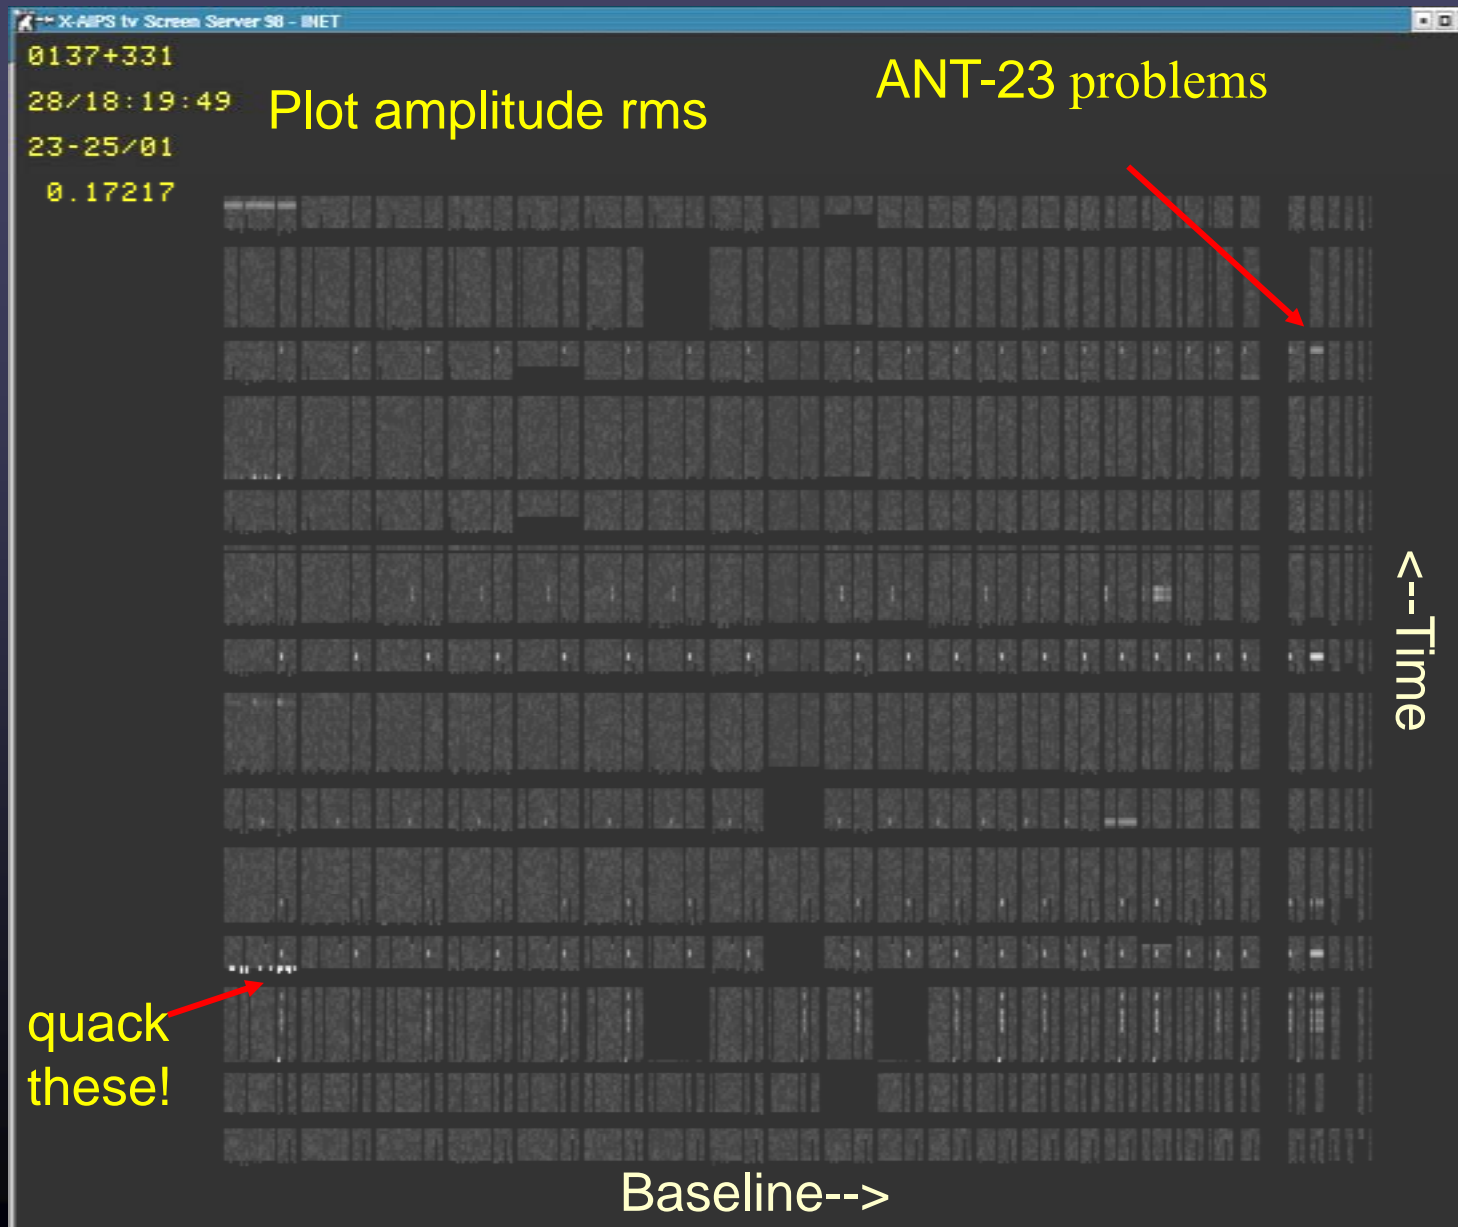 X-AIPS tv Screen Server 98 - INET
0137+331
28/18:19:49
23-25/01
0.17217
Plot amplitude rms
ANT-23 problems
<--Time
quack
these!
Baseline-->